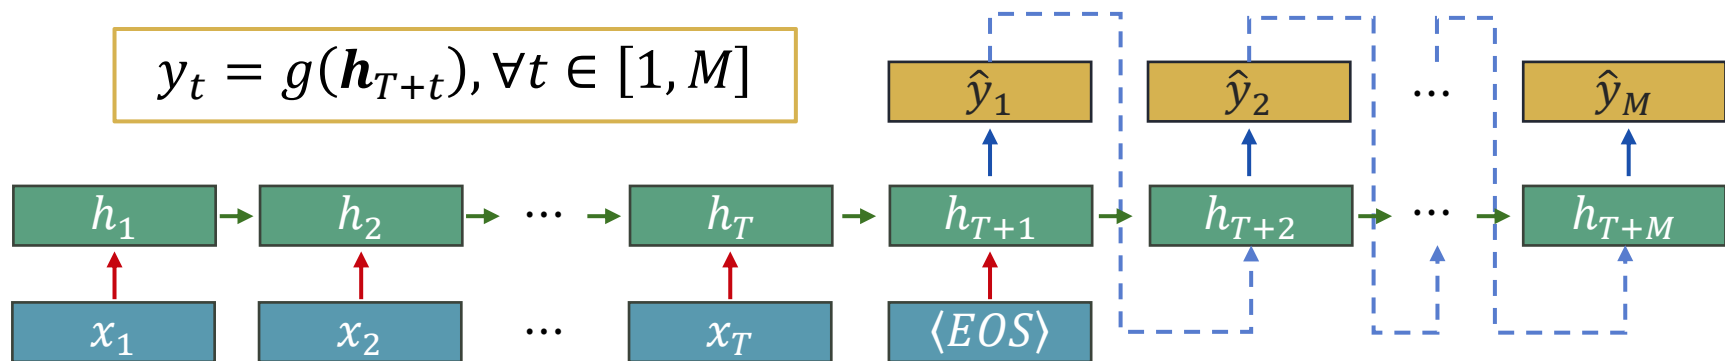 y_t = g(h_{T+t}), ∀t ∈ [1, M]
ŷ_1 ŷ_2 ... ŷ_M
h_1 h_2 ... h_T h_{T+1} h_{T+2} ... h_{T+M}
x_1 x_2 ... x_T ⟨EOS⟩